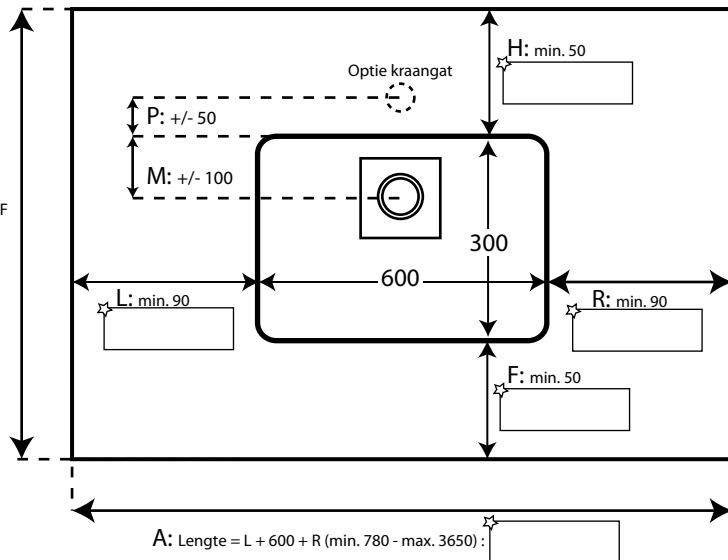 H: min. 50
Optie kraangat
P: +/- 50
M: +/- 100
F
300
600
L: min. 90
R: min. 90
F: min. 50
A: Lengte = L + 600 + R (min. 780 - max. 3650) :